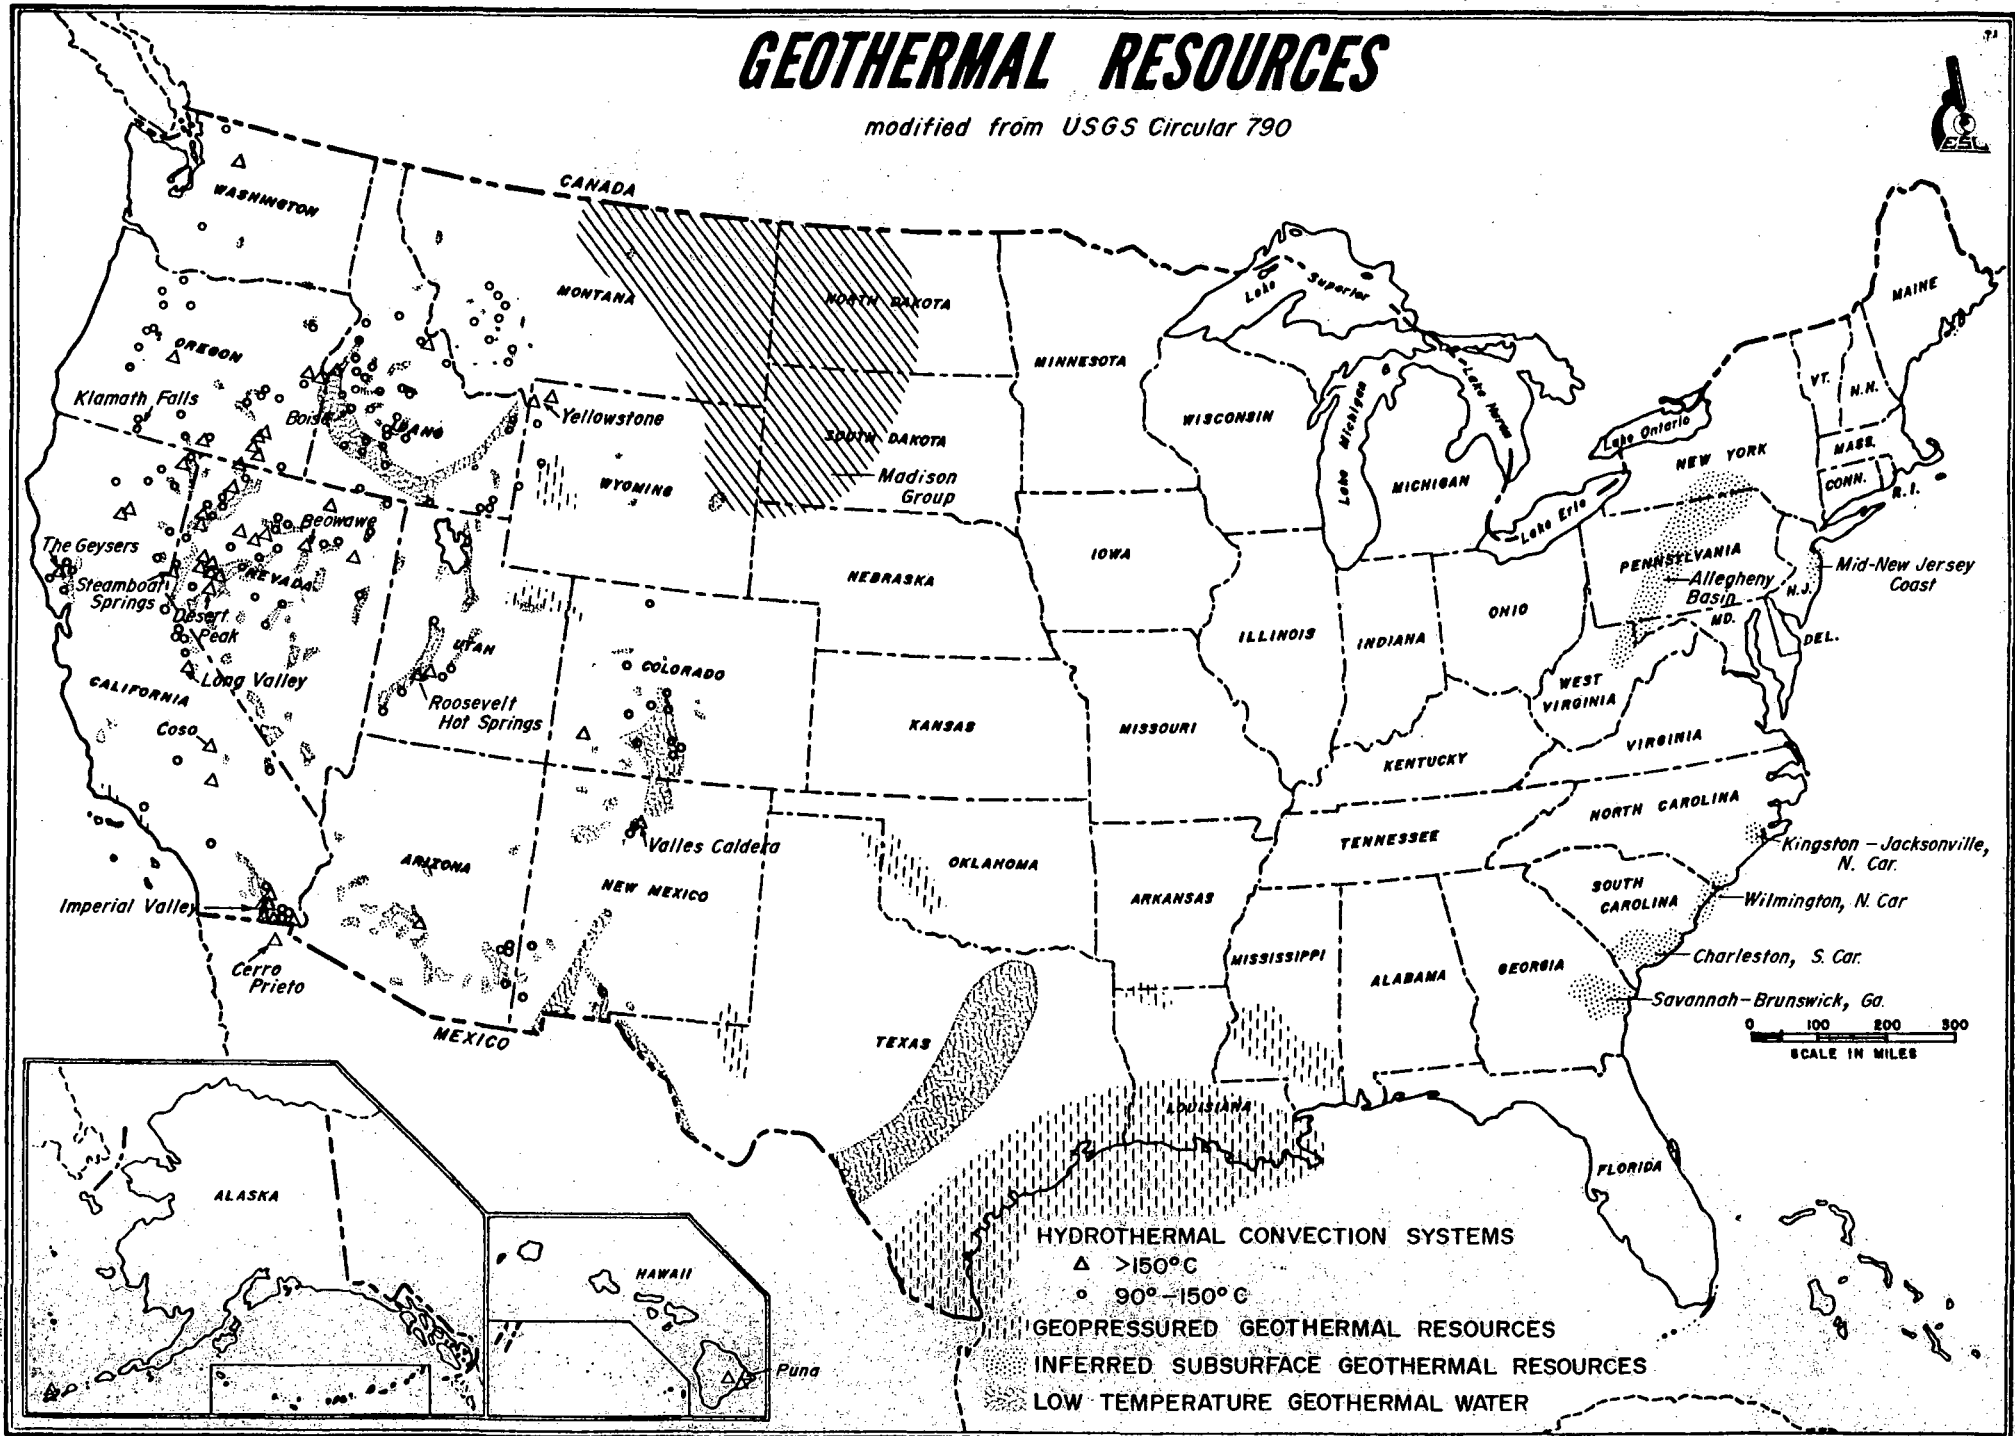 GEOTHERMAL RESOURCES
modified from USGS Circular 790
ESL
CANADA
WASHINGTON
MONTANA
NORTH DAKOTA
MINNESOTA
Lake Superior
MAINE
OREGON
Klamath Falls
Boise
IDAHO
Yellowstone
WYOMING
SOUTH DAKOTA
Madison
Group
WISCONSIN
Lake Michigan
Lake Huron
MICHIGAN
Lake Ontario
Lake Erie
NEW YORK
VT.
N.H.
MASS.
CONN.
R.I.
The Geysers
Steamboat
Springs
Beowawe
NEVADA
Desert
Peak
Long Valley
CALIFORNIA
Coso
UTAH
Roosevelt
Hot Springs
COLORADO
NEBRASKA
IOWA
ILLINOIS
INDIANA
OHIO
PENNSYLVANIA
Allegheny
Basin
N.J.
Mid-New Jersey
Coast
MD.
DEL.
WEST
VIRGINIA
VIRGINIA
KANSAS
MISSOURI
KENTUCKY
NORTH CAROLINA
TENNESSEE
Kingston-Jacksonville,
N. Car.
Imperial Valley
Cerro
Prieto
ARIZONA
NEW MEXICO
Valles Caldera
OKLAHOMA
ARKANSAS
SOUTH
CAROLINA
Wilmington, N. Car
Charleston, S. Car.
MISSISSIPPI
ALABAMA
GEORGIA
Savannah-Brunswick, Ga.
MEXICO
TEXAS
LOUISIANA
FLORIDA
0 100 200 300
SCALE IN MILES
ALASKA
HAWAII
Puna
HYDROTHERMAL CONVECTION SYSTEMS
>150°C
90°-150°C
GEOPRESSURED GEOTHERMAL RESOURCES
INFERRED SUBSURFACE GEOTHERMAL RESOURCES
LOW TEMPERATURE GEOTHERMAL WATER